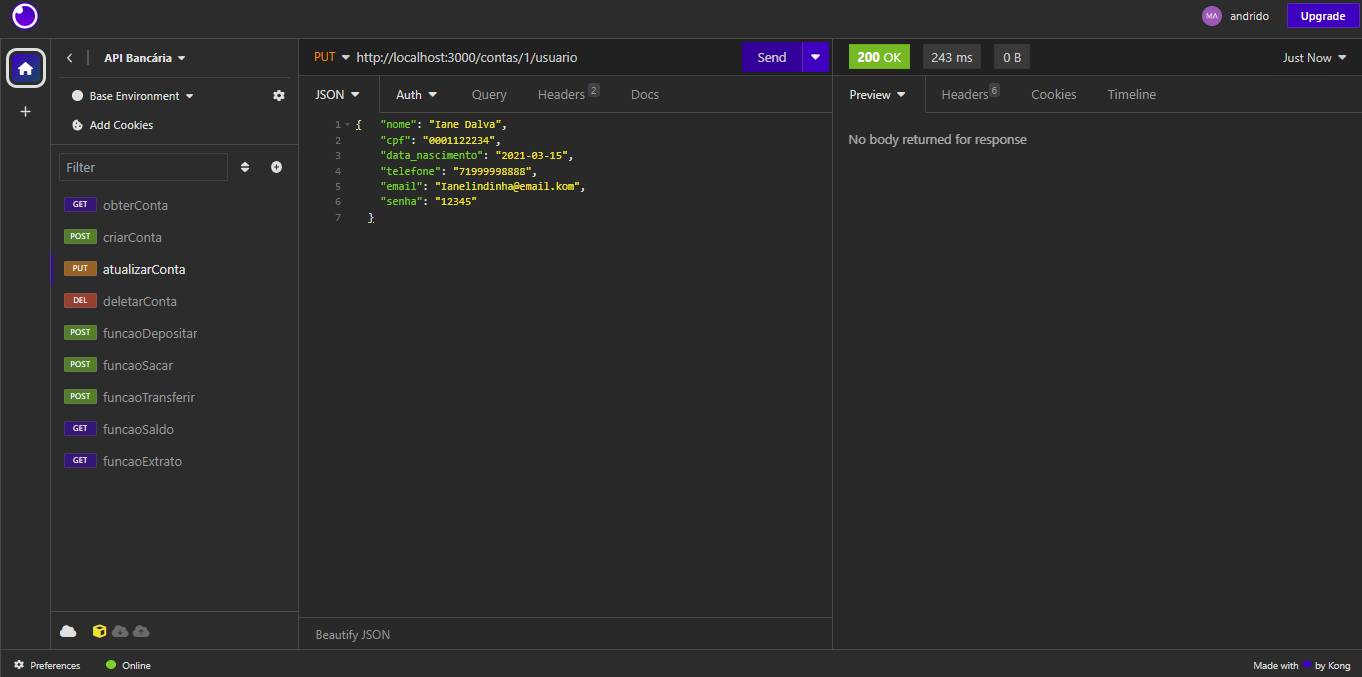 MA andrido Upgrade
API Bancária
PUT http://localhost:3000/contas/1/usuario Send
200 OK 243 ms 0 B Just Now
Base Environment
Add Cookies
Filter
GET obterConta
POST criarConta
PUT atualizarConta
DEL deletarConta
POST funcaoDepositar
POST funcaoSacar
POST funcaoTransferir
GET funcaoSaldo
GET funcaoExtrato
JSON Auth Query Headers 2 Docs
1 { "nome": "Iane Dalva",
2 "cpf": "0001122234",
3 "data_nascimento": "2021-03-15",
4 "telefone": "71999998888",
5 "email": "Ianelindinha@email.kom",
6 "senha": "12345"
7 }
Beautify JSON
Preview Headers 6 Cookies Timeline
No body returned for response
Preferences Online Made with by Kong